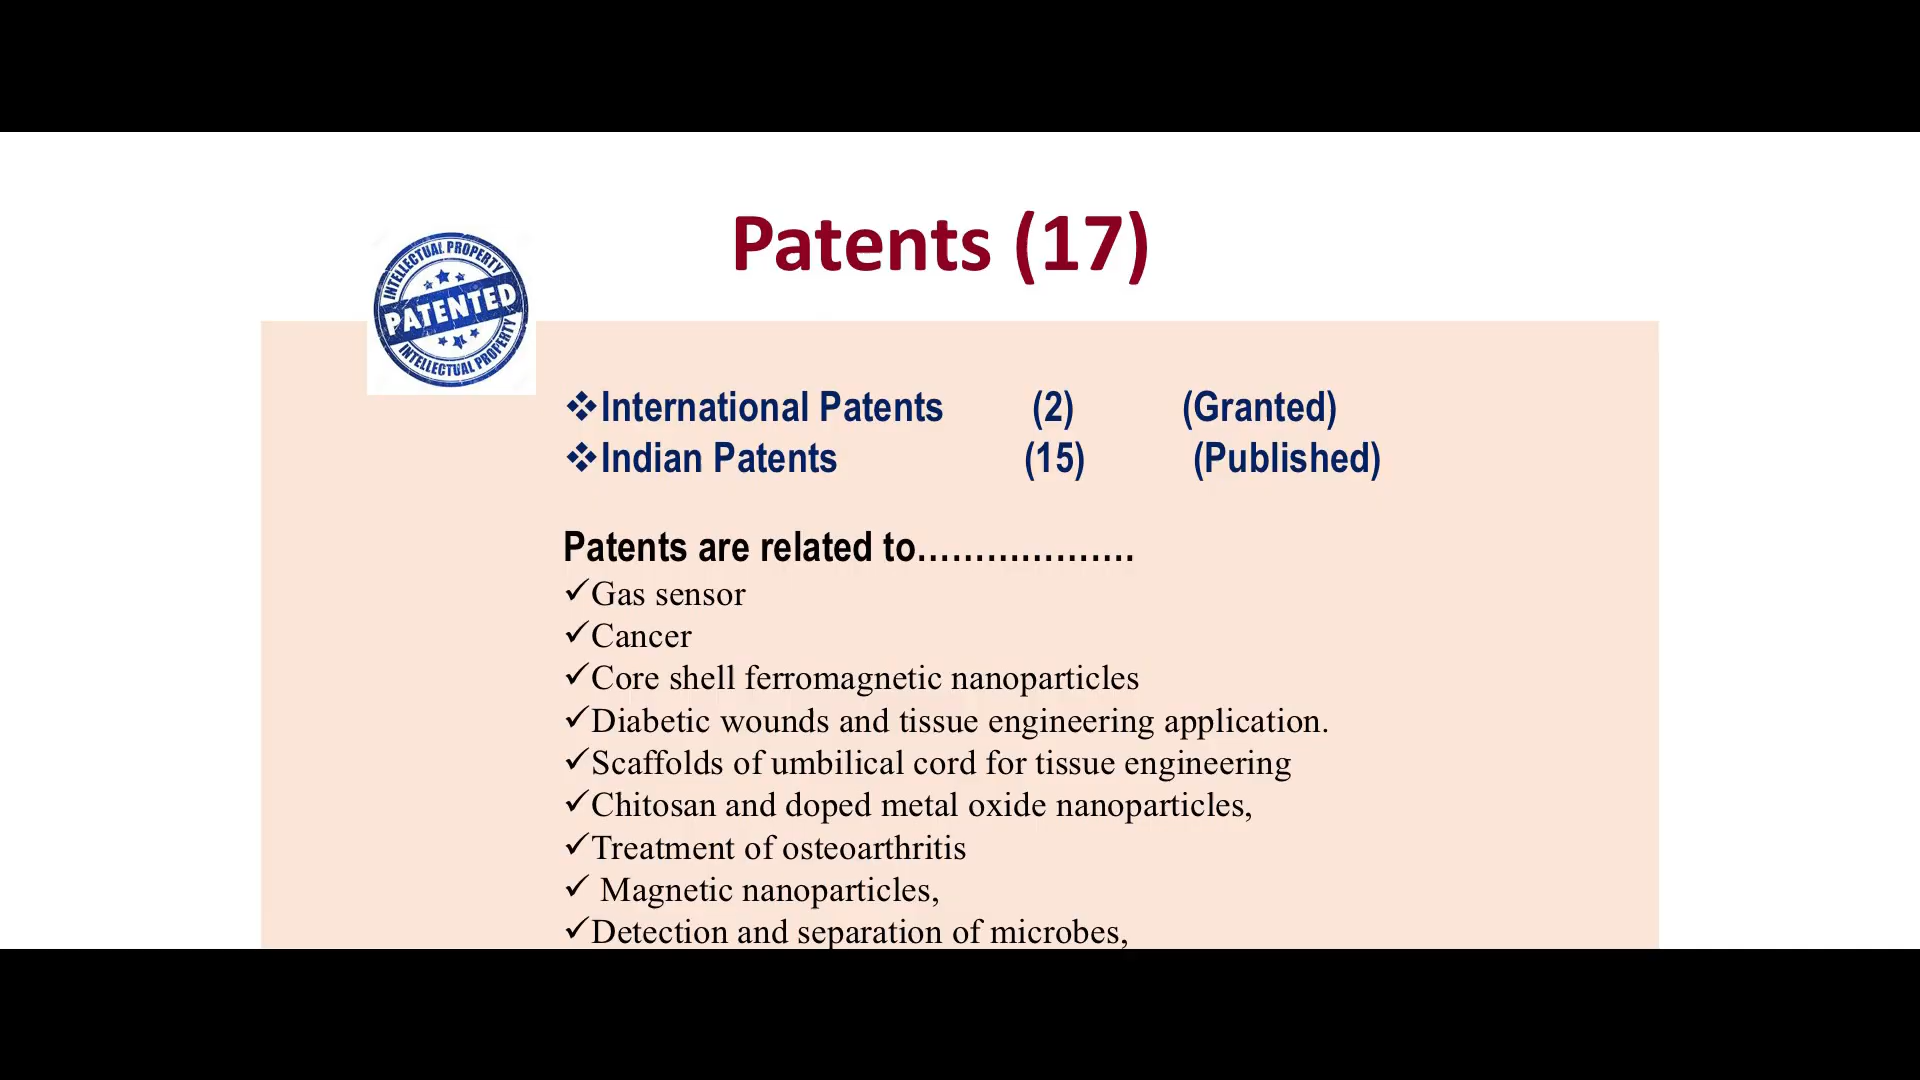 Patents (17)
INTELLECTUAL PROPERTY
PATENTED
INTELLECTUAL PROPERTY
❖International Patents (2) (Granted)
❖Indian Patents (15) (Published)
Patents are related to……………….
✓Gas sensor
✓Cancer
✓Core shell ferromagnetic nanoparticles
✓Diabetic wounds and tissue engineering application.
✓Scaffolds of umbilical cord for tissue engineering
✓Chitosan and doped metal oxide nanoparticles,
✓Treatment of osteoarthritis
✓ Magnetic nanoparticles,
✓Detection and separation of microbes,